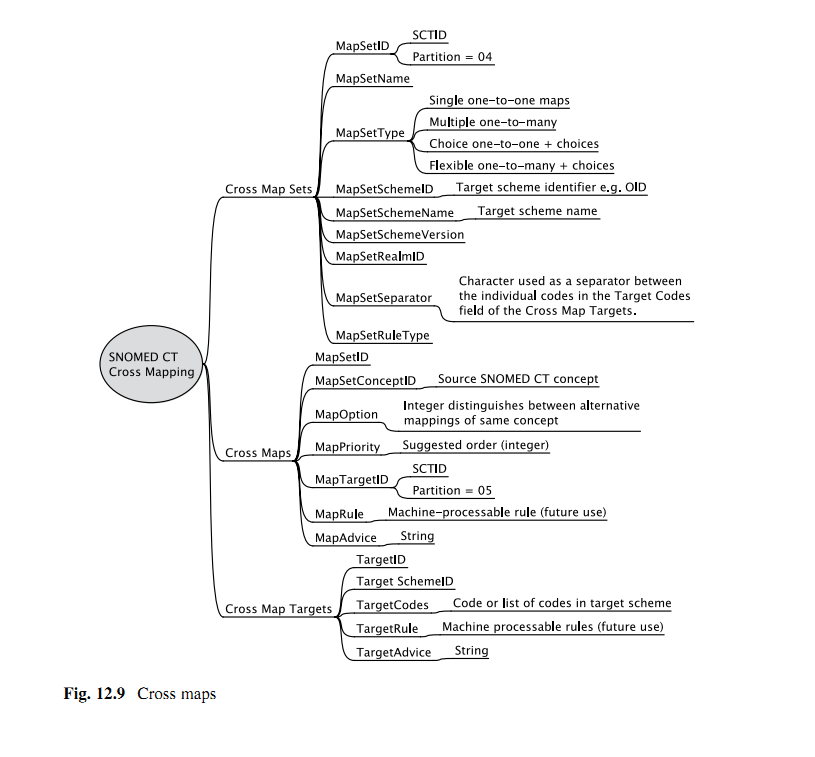 SCTID
MapSetID
Partition = 04
MapSetName
Single one-to-one maps
Multiple one-to-many
MapSetType
Choice one-to-one + choices
Flexible one-to-many + choices
Cross Map Sets
MapSetSchemeID
Target scheme identifier e.g. OID
MapSetSchemeName
Target scheme name
MapSetSchemeVersion
MapSetRealmID
MapSetSeparator
Character used as a separator between
the individual codes in the Target Codes
field of the Cross Map Targets.
MapSetRuleType
SNOMED CT
Cross Mapping
MapSetID
MapSetConceptID
Source SNOMED CT concept
MapOption
Integer distinguishes between alternative
mappings of same concept
Cross Maps
MapPriority
Suggested order (integer)
SCTID
MapTargetID
Partition = 05
MapRule
Machine-processable rule (future use)
MapAdvice
String
TargetID
Target SchemeID
Cross Map Targets
TargetCodes
Code or list of codes in target scheme
TargetRule
Machine processable rules (future use)
TargetAdvice
String
Fig. 12.9 Cross maps